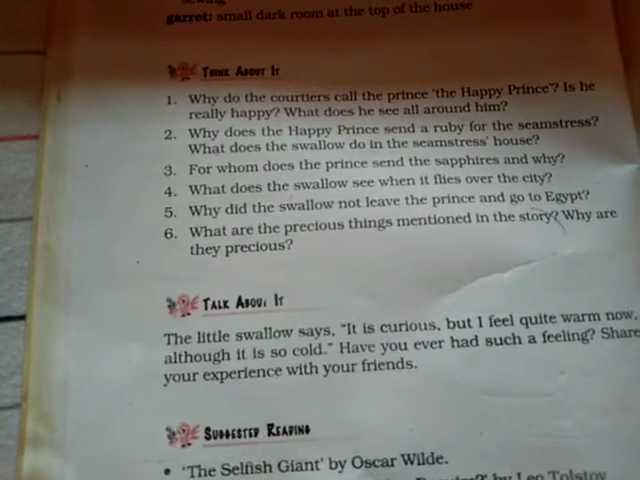 sewing
garret: small dark room at the top of the house
THINK ABOUT IT
1. Why do the courtiers call the prince 'the Happy Prince'? Is he
really happy? What does he see all around him?
2. Why does the Happy Prince send a ruby for the seamstress?
What does the swallow do in the seamstress' house?
3. For whom does the prince send the sapphires and why?
4. What does the swallow see when it flies over the city?
5. Why did the swallow not leave the prince and go to Egypt?
6. What are the precious things mentioned in the story? Why are
they precious?
TALK ABOUT IT
The little swallow says, "It is curious, but I feel quite warm now,
although it is so cold." Have you ever had such a feeling? Share
your experience with your friends.
SUGGESTED READING
• 'The Selfish Giant' by Oscar Wilde.
by Leo Tolstoy